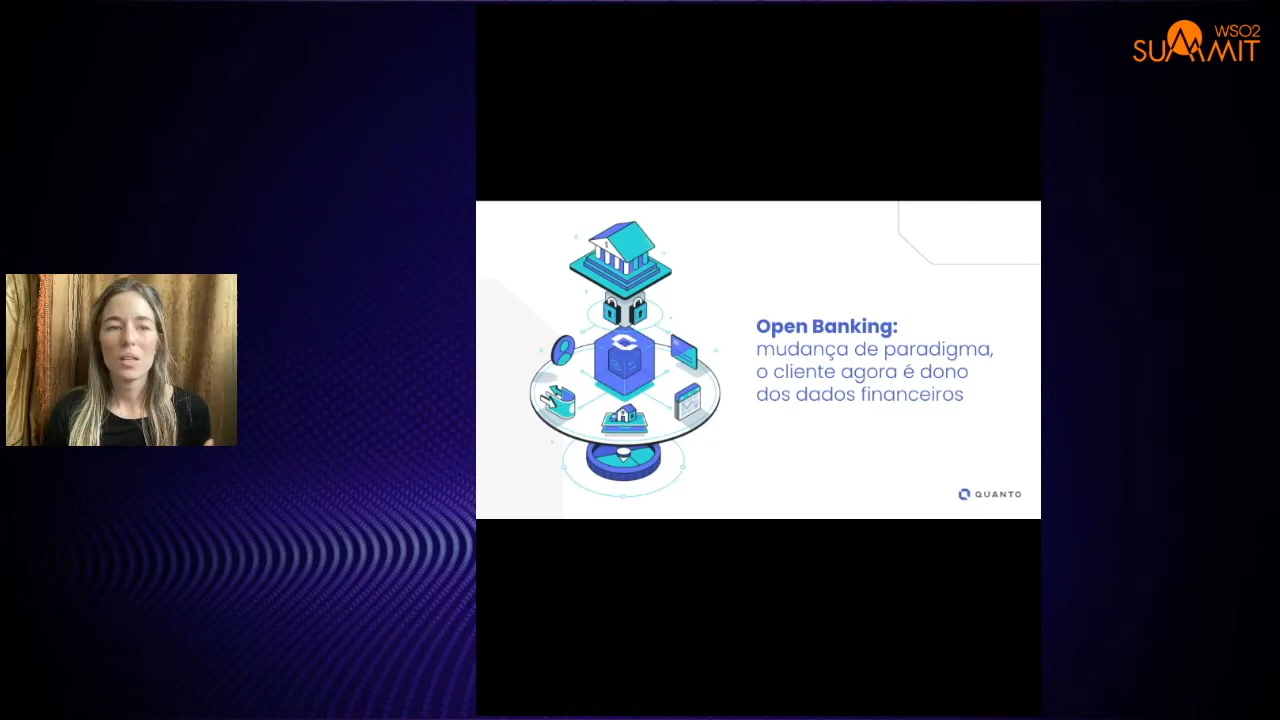 WSO2
SUMMIT
Open Banking:
mudança de paradigma,
o cliente agora é dono
dos dados financeiros
QUANTO